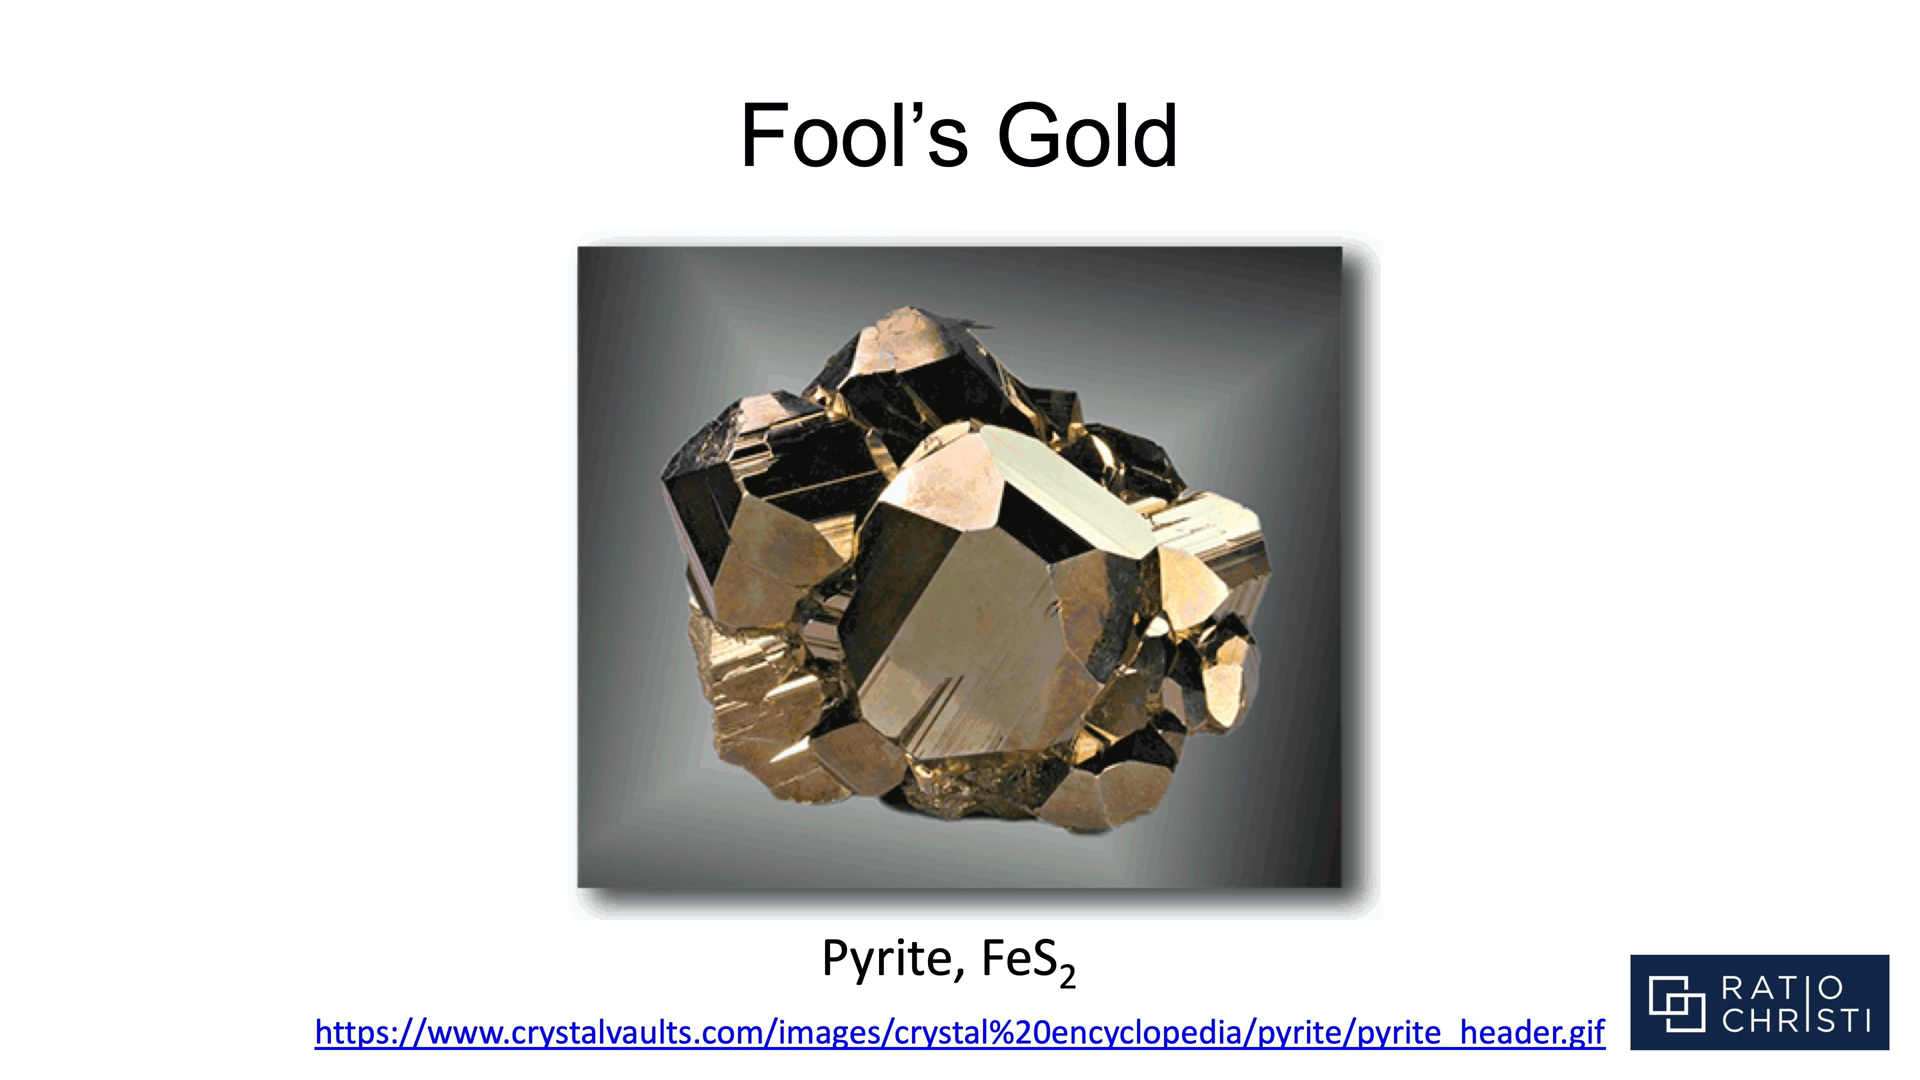 Fool’s Gold
Pyrite, FeS₂
https://www.crystalvaults.com/images/crystal%20encyclopedia/pyrite/pyrite_header.gif
RATIO
CHRISTI